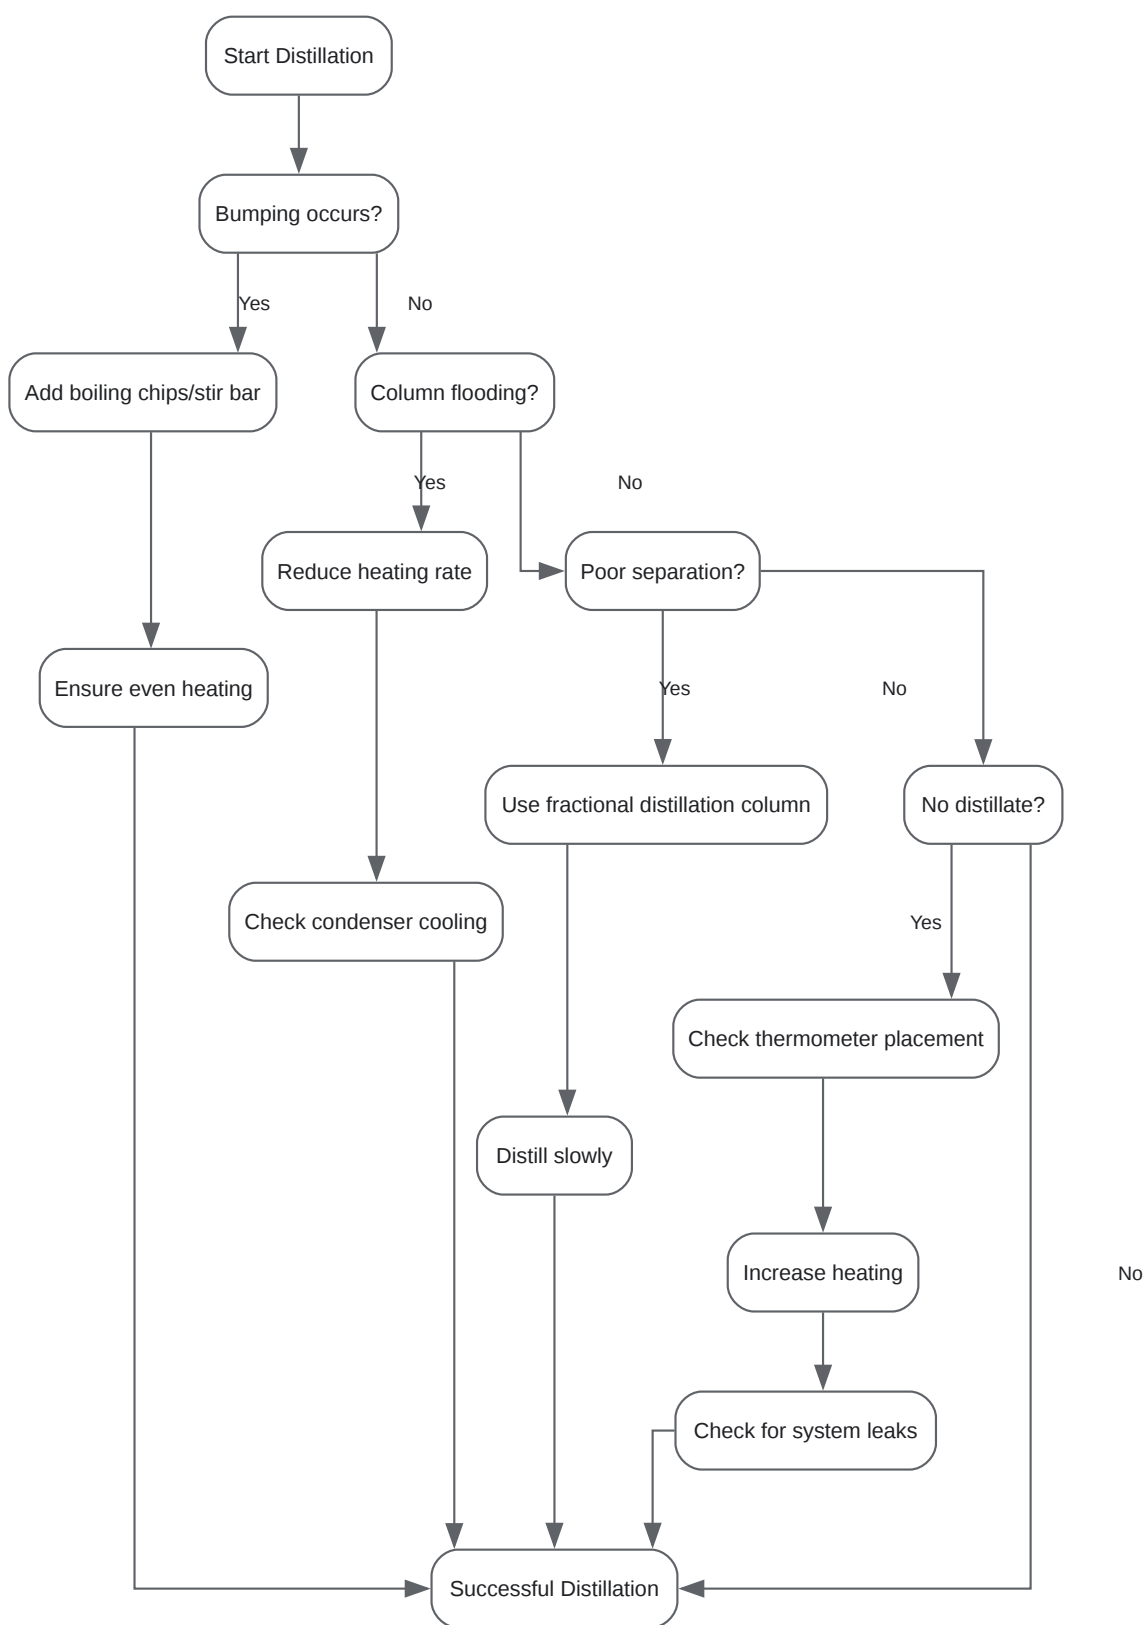 Start Distillation
Bumping occurs?
Yes
No
Add boiling chips/stir bar
Column flooding?
Yes
No
Reduce heating rate
Poor separation?
Ensure even heating
Yes
No
Use fractional distillation column
No distillate?
Check condenser cooling
Yes
Check thermometer placement
Distill slowly
Increase heating
No
Check for system leaks
Successful Distillation